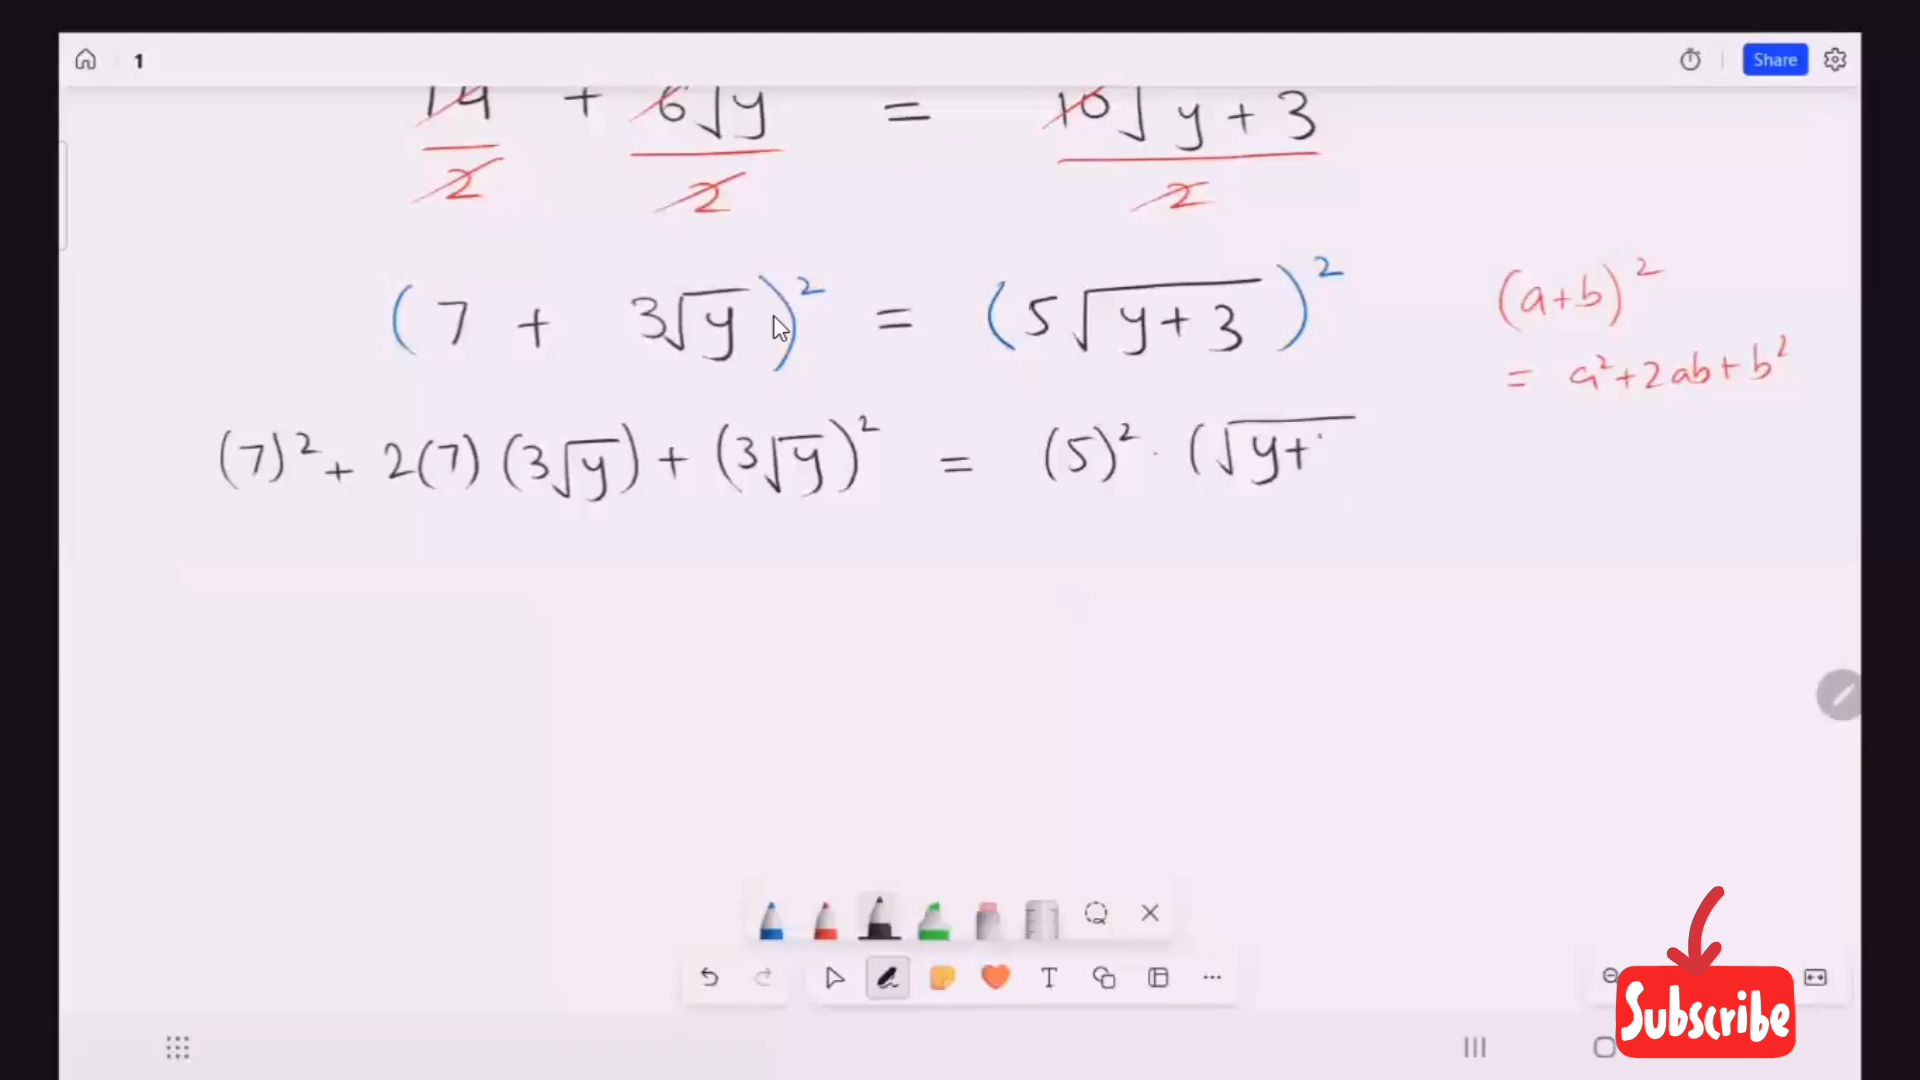 1
Share
14 + 6√y = 10√y + 3
2 2 2
(7 + 3√y)² = (5√y+3)²
(a+b)²
= a²+2ab+b²
(7)² + 2(7)(3√y) + (3√y)² = (5)² · (√y+
T
Subscribe